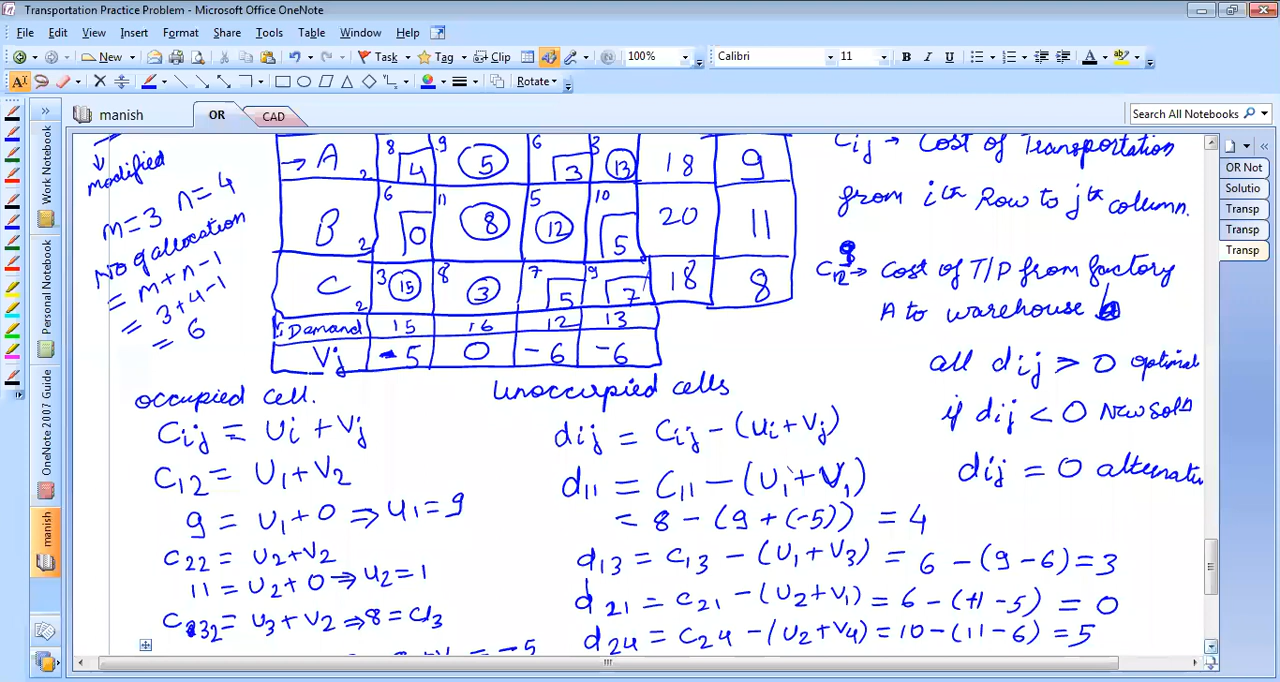 Transportation Practice Problem - Microsoft Office OneNote
File Edit View Insert Format Share Tools Table Window Help
New Task Tag Clip 100% Calibri 11 B I U
Rotate
manish OR CAD Search All Notebooks
Work Notebook
Personal Notebook
OneNote 2007 Guide
manish
OR Not
Solutio
Transp
Transp
Transp
modified
m=3 n=4
No of allocation
= m+n-1
= 3+4-1
= 6
→ A 2 8 4 9 5 6 3 3 13 18 9
B 2 6 0 11 8 5 12 10 5 20 11
C 2 3 15 8 3 7 5 9 7 18 8
Demand 15 16 12 13
Vj -5 0 -6 -6
Cij → Cost of Transportation
from ith Row to jth column.
C12 → Cost of T/P from factory
A to warehouse
all dij > 0 optimal
if dij < 0 New Soln
dij = 0 alternativ
occupied cell.
Cij = Ui + Vj
C12 = U1 + V2
9 = U1 + 0 ⇒ U1 = 9
C22 = U2 + V2
11 = U2 + 0 ⇒ U2 = 1
C32 = U3 + V2 ⇒ 8 = U3
= -5
Unoccupied cells
dij = Cij - (Ui + Vj)
d11 = C11 - (U1 + V1)
= 8 - (9 + (-5)) = 4
d13 = C13 - (U1 + V3) = 6 - (9 - 6) = 3
d21 = C21 - (U2 + V1) = 6 - (11 - 5) = 0
d24 = C24 - (U2 + V4) = 10 - (11 - 6) = 5